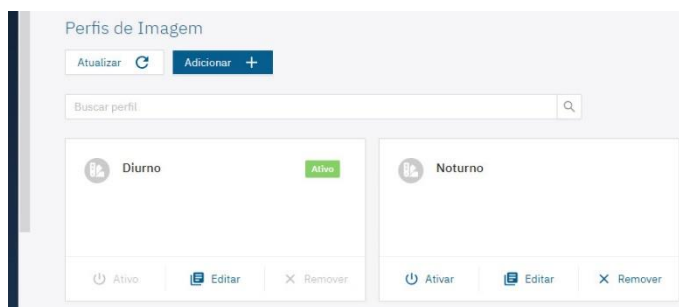 Perfis de Imagem
Atualizar Adicionar +
Buscar perfil
Diurno Ativo Noturno
Ativo Editar Remover Ativar Editar Remover